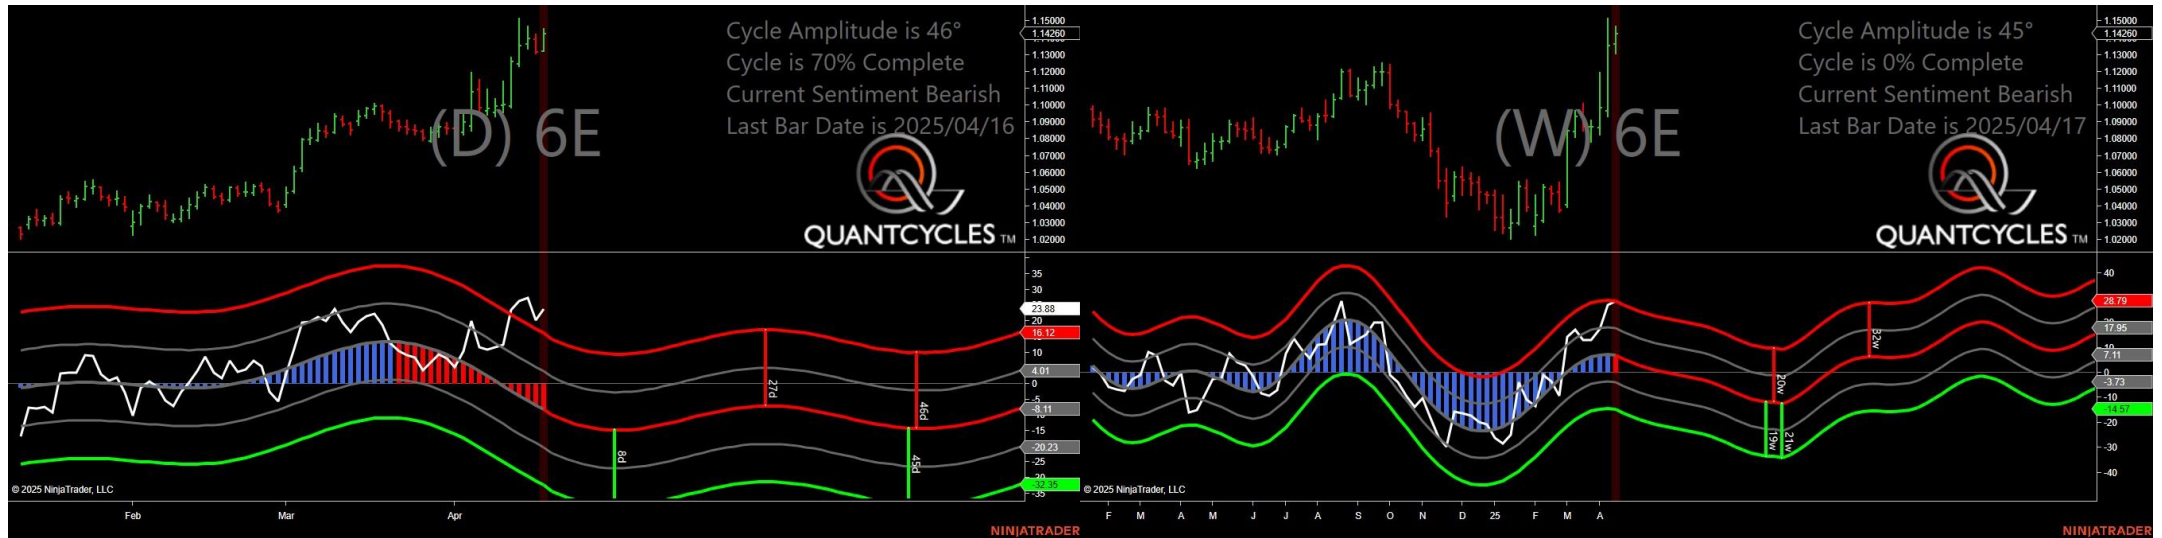 Cycle Amplitude is 46°
Cycle is 70% Complete
Current Sentiment Bearish
Last Bar Date is 2025/04/16
(D) 6E
QUANTCYCLES TM
1.15000
1.14260
1.13000
1.12000
1.11000
1.10000
1.09000
1.08000
1.07000
1.06000
1.05000
1.04000
1.03000
1.02000
35
30
23.88
20
16.12
10
4.01
0
-5
-8.11
-15
-20.23
-25
-32.35
-35
27d
46d
8d
45d
© 2025 NinjaTrader, LLC
Feb Mar Apr
NINJATRADER
Cycle Amplitude is 45°
Cycle is 0% Complete
Current Sentiment Bearish
Last Bar Date is 2025/04/17
(W) 6E
QUANTCYCLES TM
1.15000
1.14260
1.13000
1.12000
1.11000
1.10000
1.09000
1.08000
1.07000
1.06000
1.05000
1.04000
1.03000
1.02000
40
28.79
17.95
10
7.11
0
-3.73
-10
-14.57
-20
-30
-40
32w
20w
19w
21w
© 2025 NinjaTrader, LLC
F M A M J J A S O N D 25 F M A
NINJATRADER